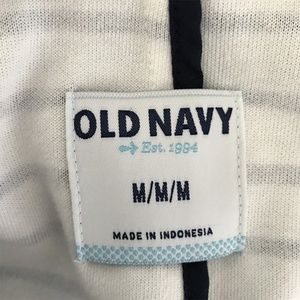 OLD NAVY
Est. 1994
M/M/M
MADE IN INDONESIA